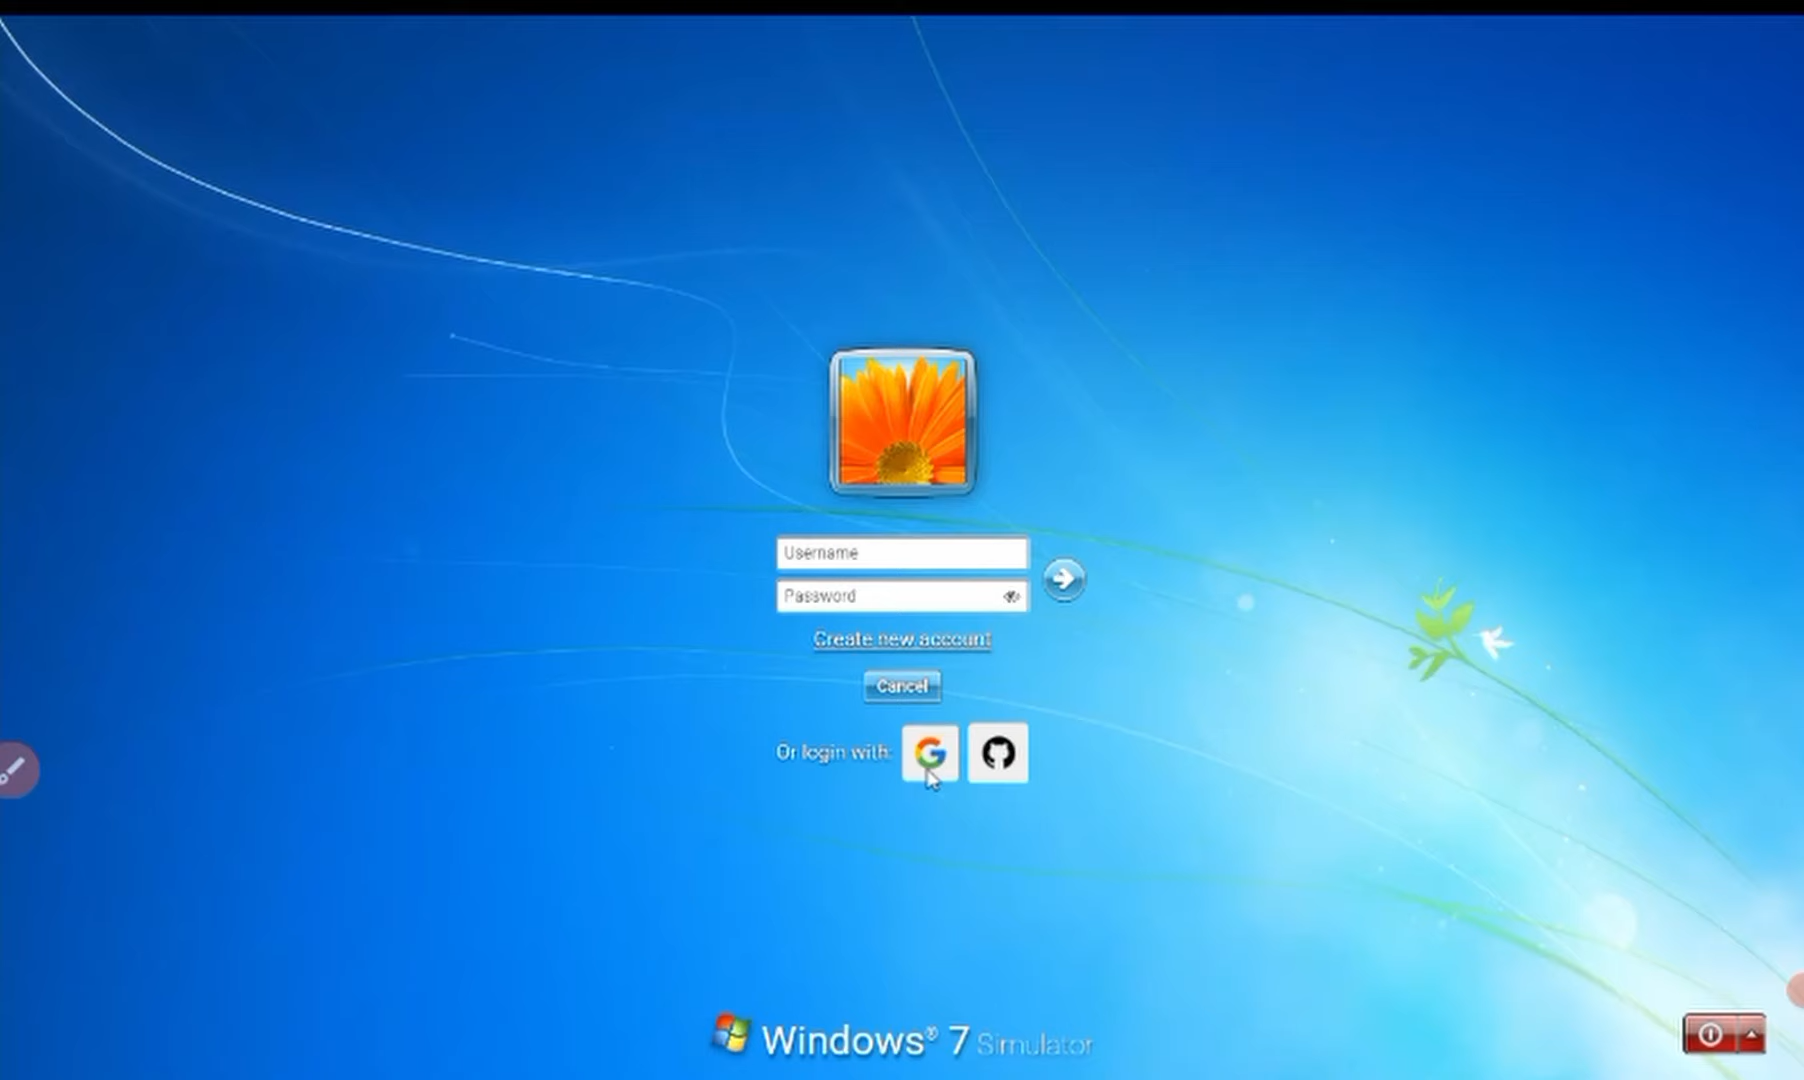 Username
Password
Create new account
Cancel
Or login with:
Windows® 7 Simulator